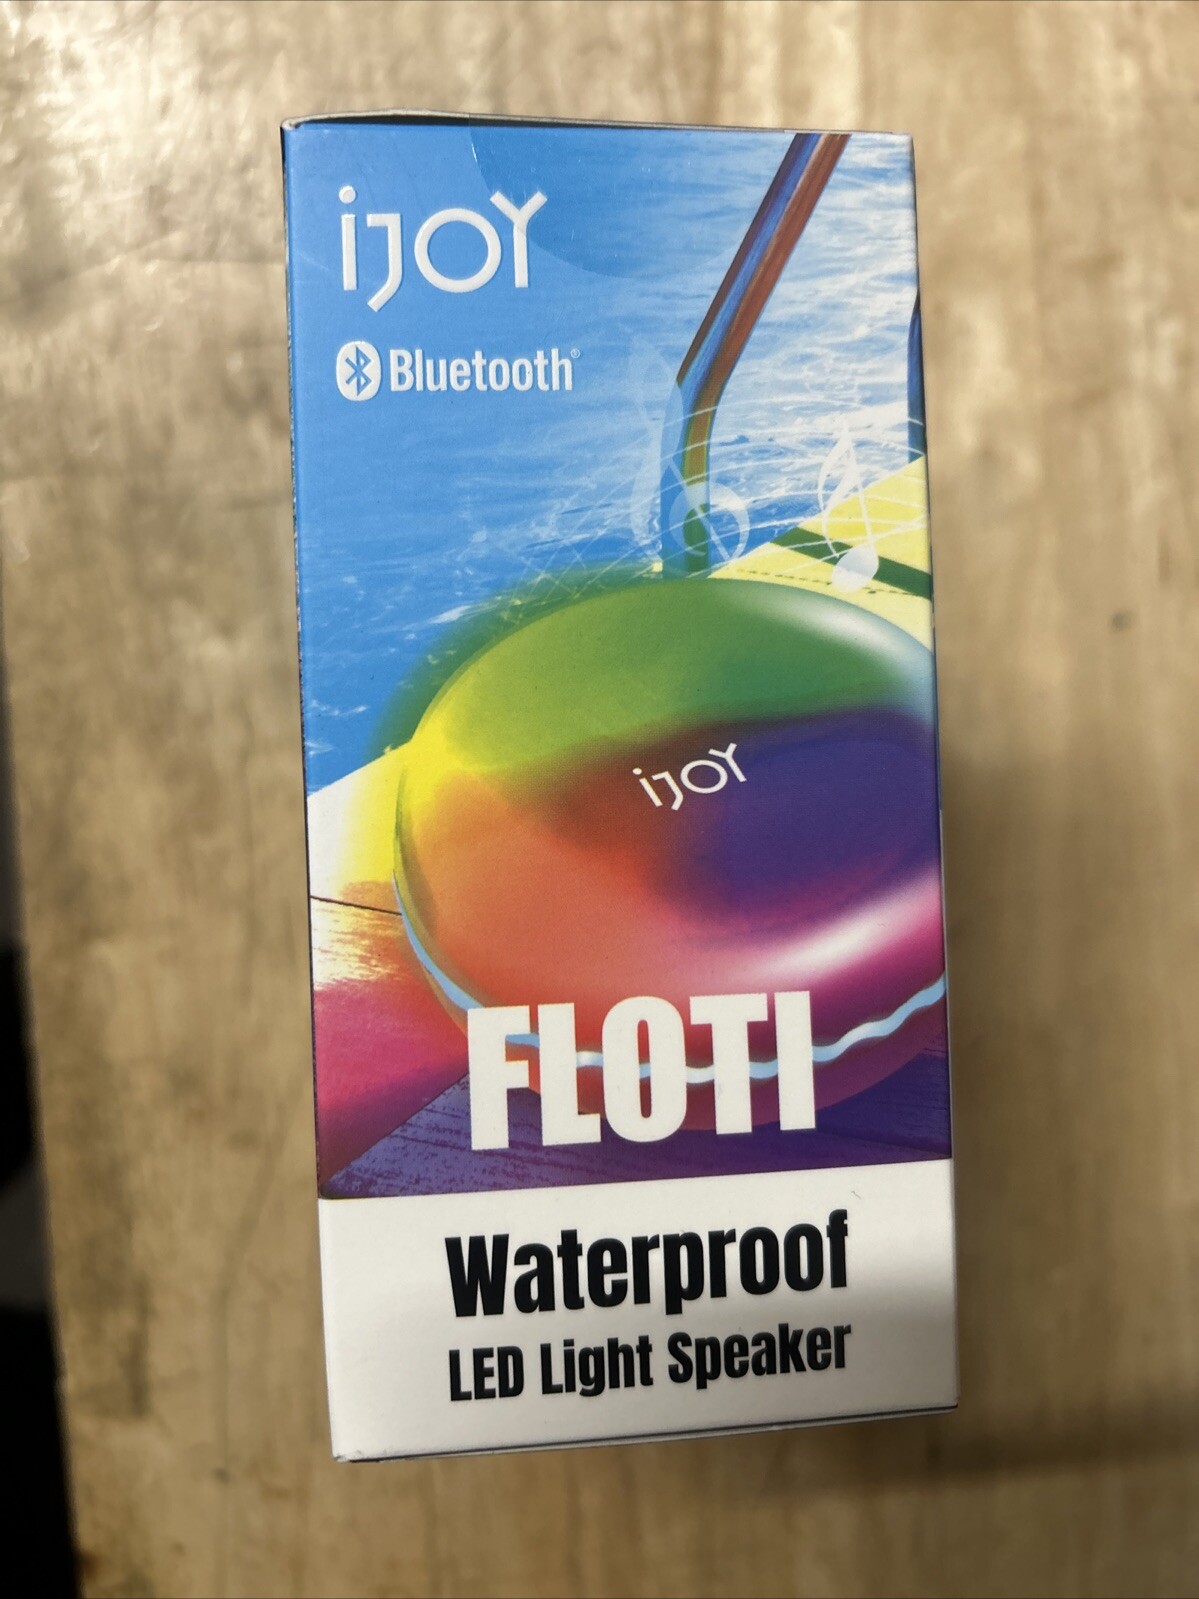 iJOY
Bluetooth®
iJOY
FLOTI
Waterproof
LED Light Speaker